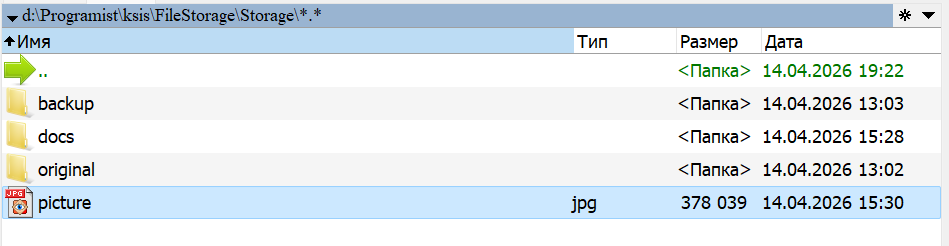 d:\Programist\ksis\FileStorage\Storage\*.*
Имя Тип Размер Дата
.. <Папка> 14.04.2026 19:22
backup <Папка> 14.04.2026 13:03
docs <Папка> 14.04.2026 15:28
original <Папка> 14.04.2026 13:02
JPG picture jpg 378 039 14.04.2026 15:30